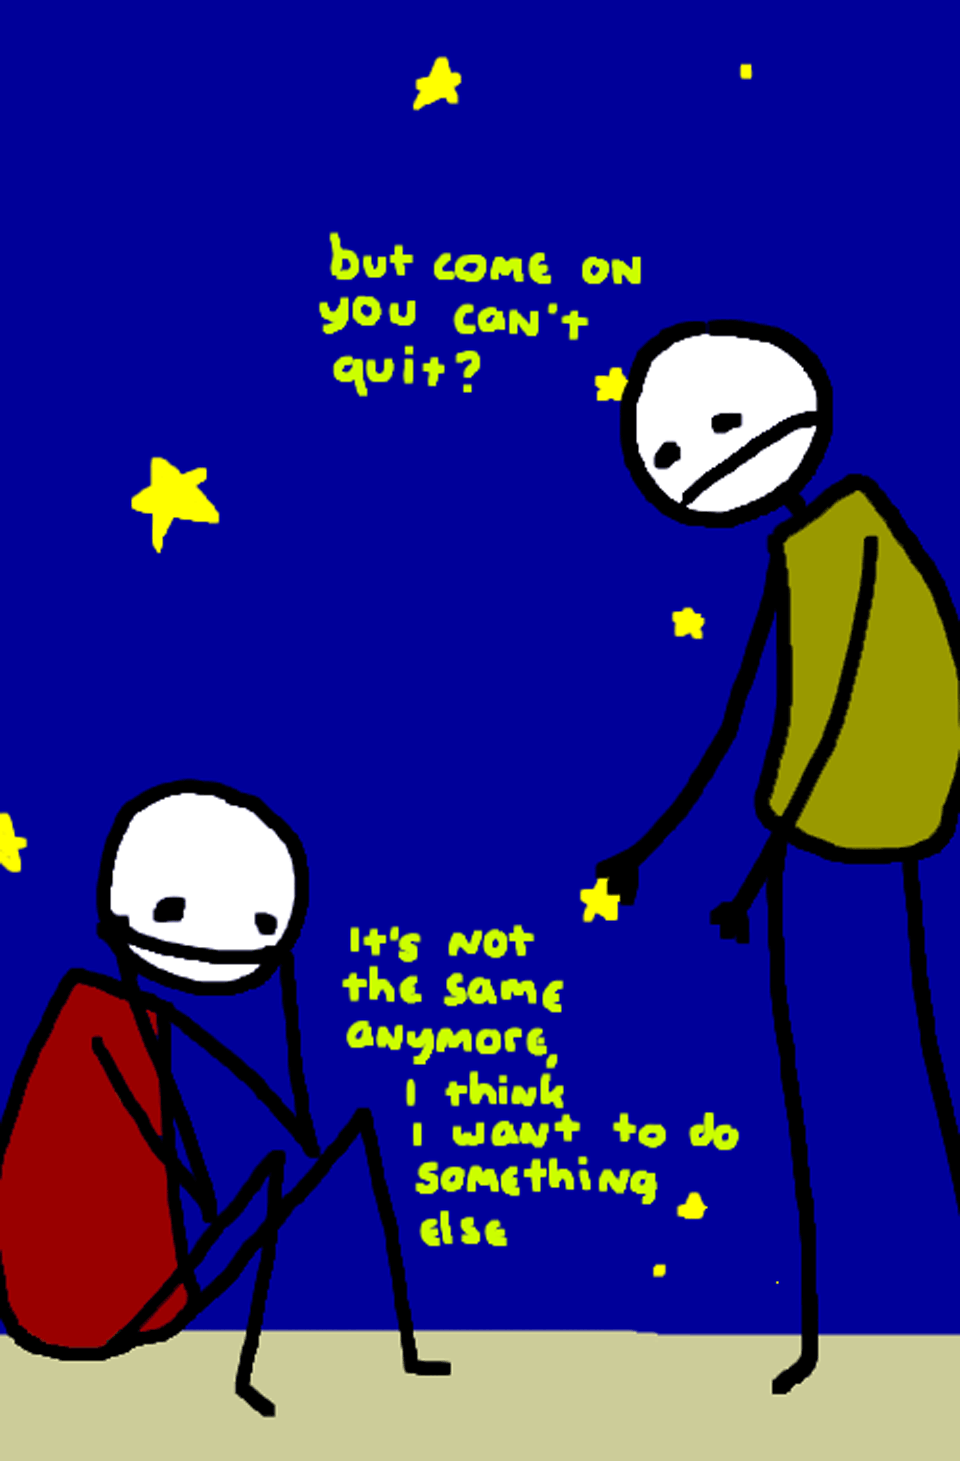 but come on
you can't
quit?
It's not
the same
anymore,
I think
I want to do
something
else